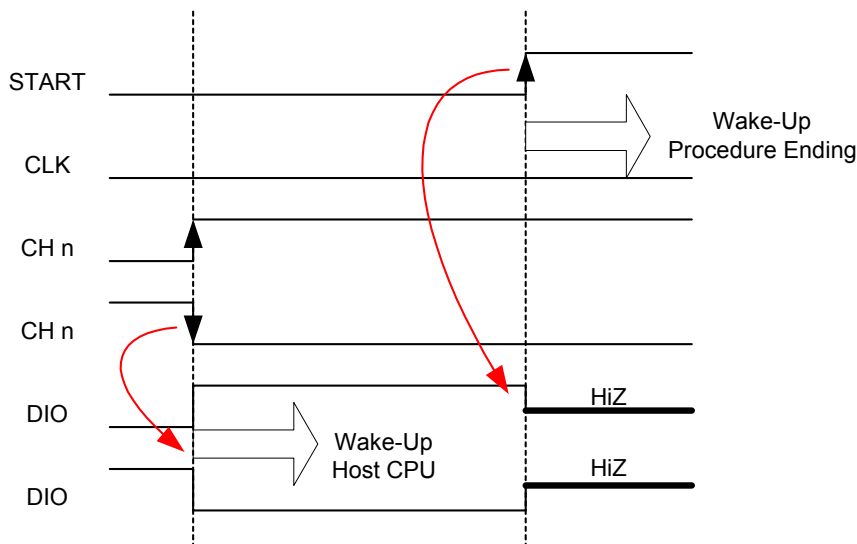 START
Wake-Up
Procedure Ending
CLK
CH n
CH n
HiZ
DIO
Wake-Up
Host CPU
HiZ
DIO